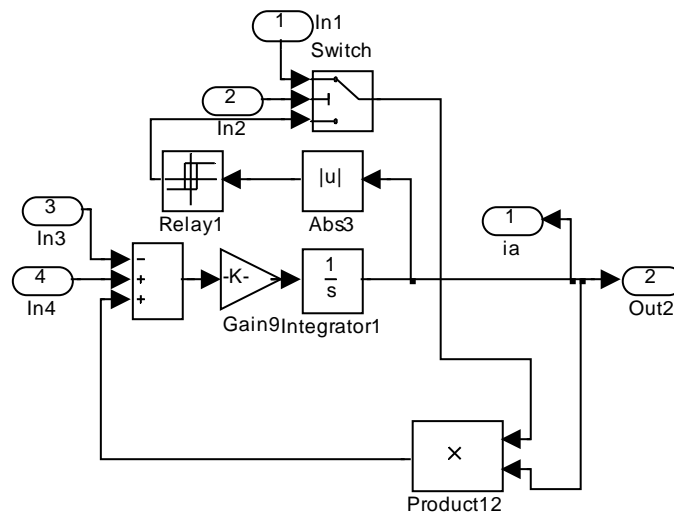 1
In1
Switch
2
In2
|u|
Relay1
Abs3
3
In3
1
ia
4
In4
−
+
+
-K-
1
s
2
Gain9
Integrator1
Out2
×
Product12